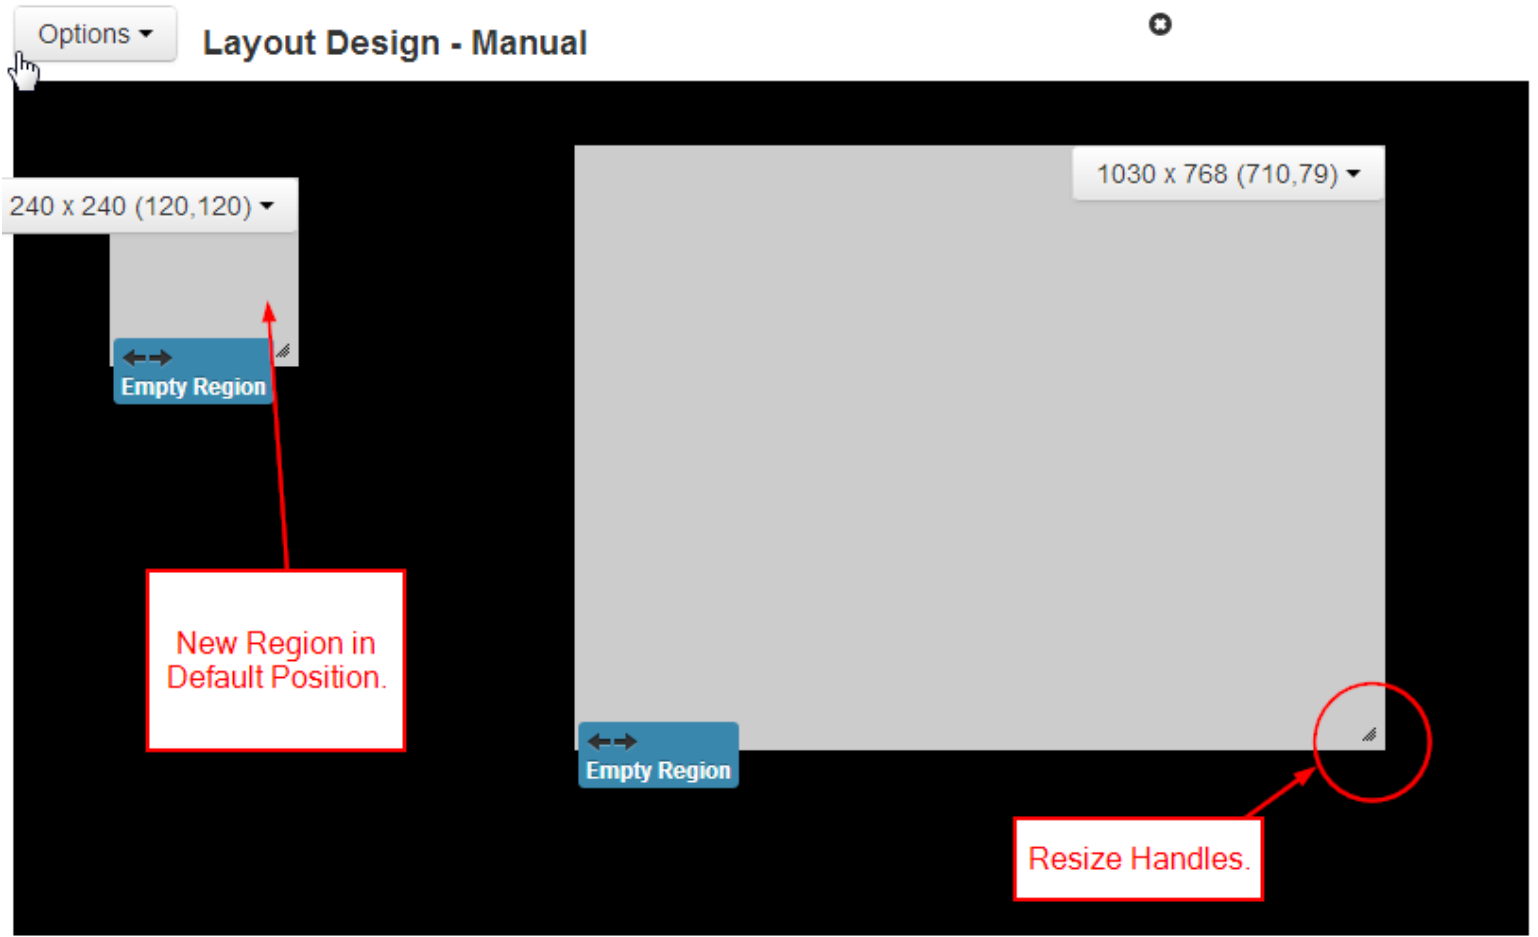 Options
Layout Design - Manual
1030 x 768 (710,79)
240 x 240 (120,120)
Empty Region
New Region in
Default Position.
Empty Region
Resize Handles.